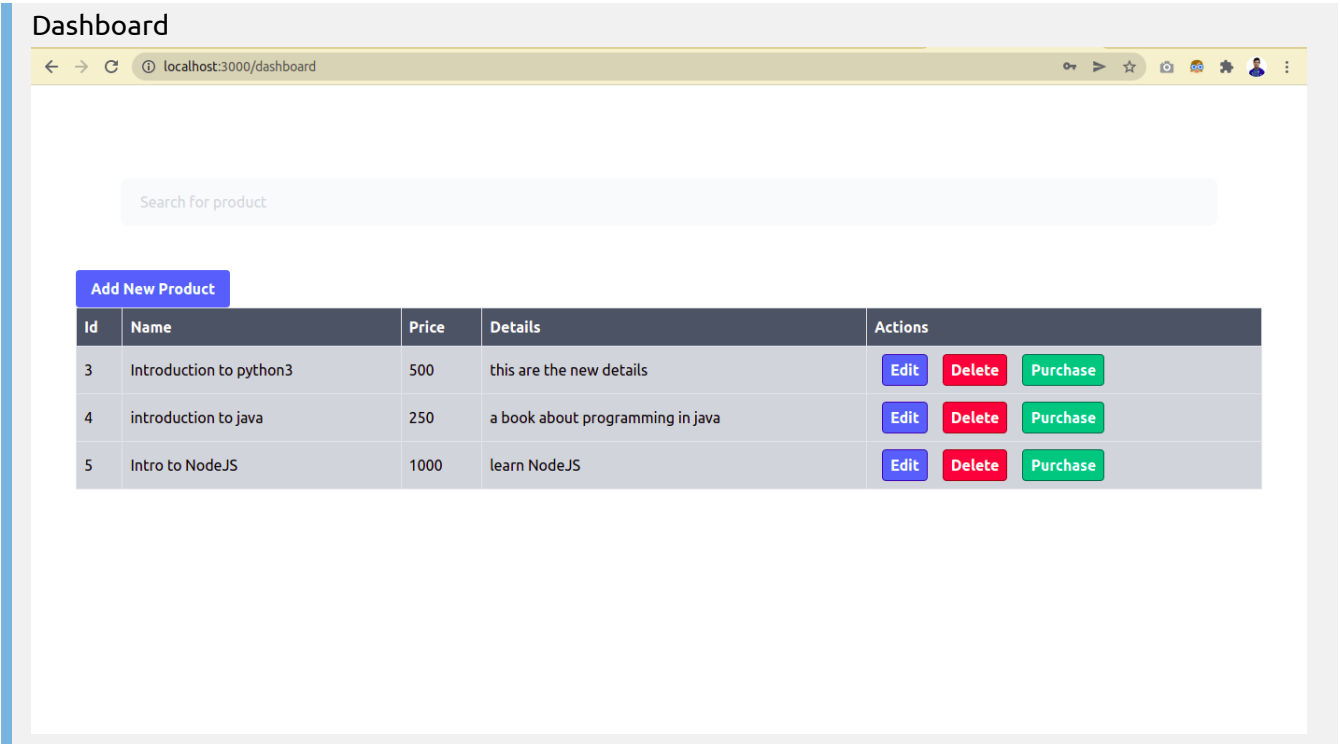 Dashboard
localhost:3000/dashboard
Search for product
Add New Product
Id Name Price Details Actions
3 Introduction to python3 500 this are the new details Edit Delete Purchase
4 introduction to java 250 a book about programming in java Edit Delete Purchase
5 Intro to NodeJS 1000 learn NodeJS Edit Delete Purchase